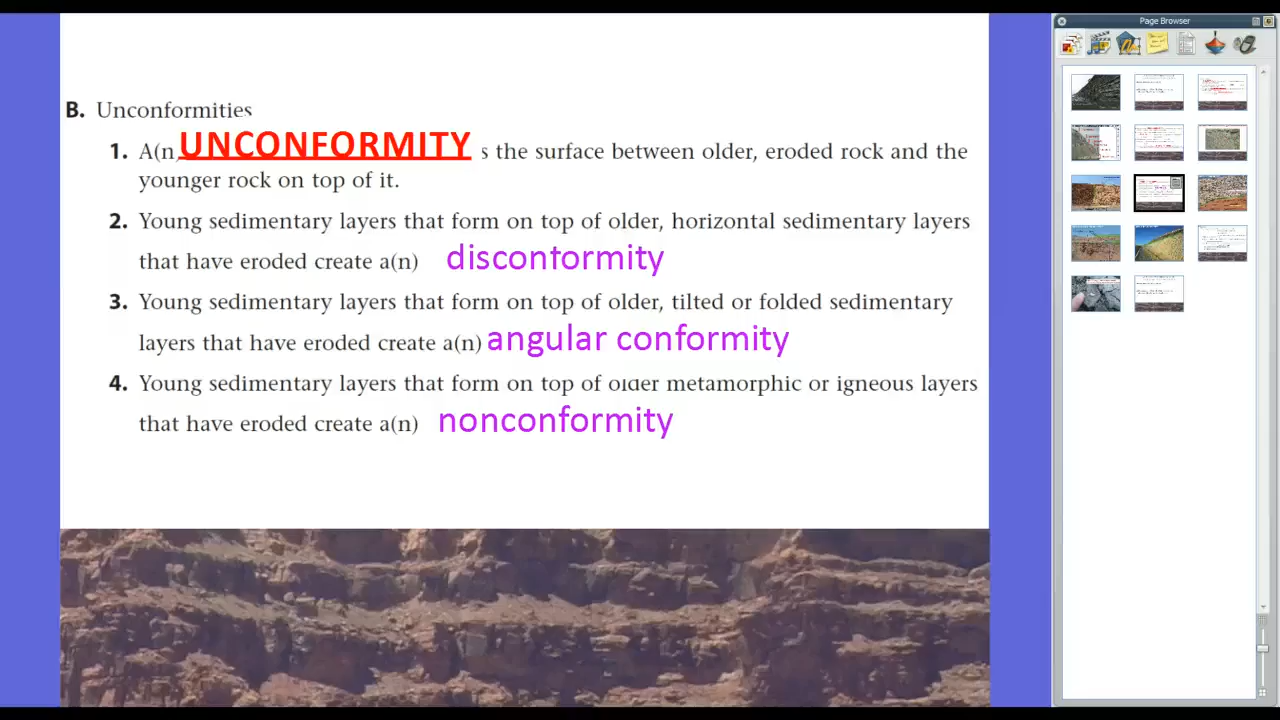 Page Browser
B. Unconformities
1. A(n) UNCONFORMITY s the surface between older, eroded rock and the
younger rock on top of it.
2. Young sedimentary layers that form on top of older, horizontal sedimentary layers
that have eroded create a(n) disconformity
3. Young sedimentary layers that form on top of older, tilted or folded sedimentary
layers that have eroded create a(n) angular conformity
4. Young sedimentary layers that form on top of older metamorphic or igneous layers
that have eroded create a(n) nonconformity